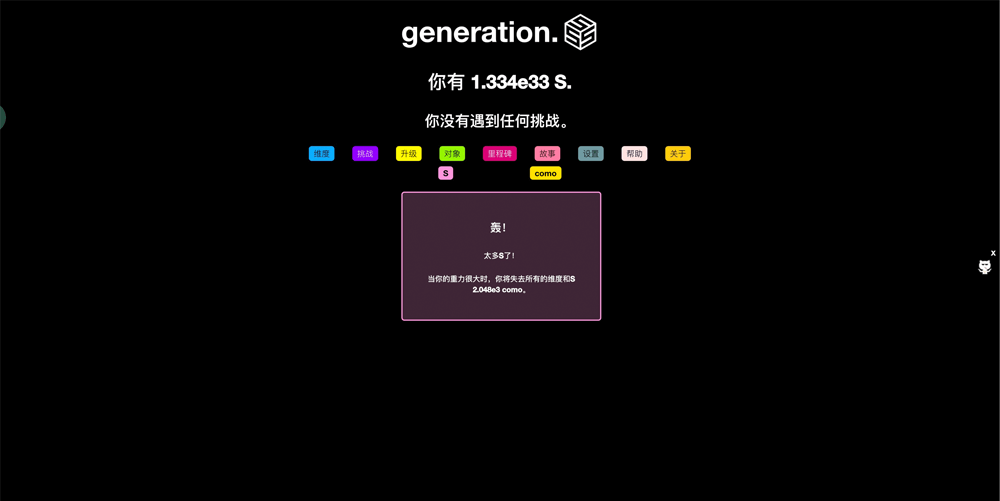 generation.
你有 1.334e33 S.
你没有遇到任何挑战。
维度 挑战 升级 对象 里程碑 故事 设置 帮助 关于
S como
轰！
太多S了！
当你的重力很大时，你将失去所有的维度和S
2.048e3 como。
x